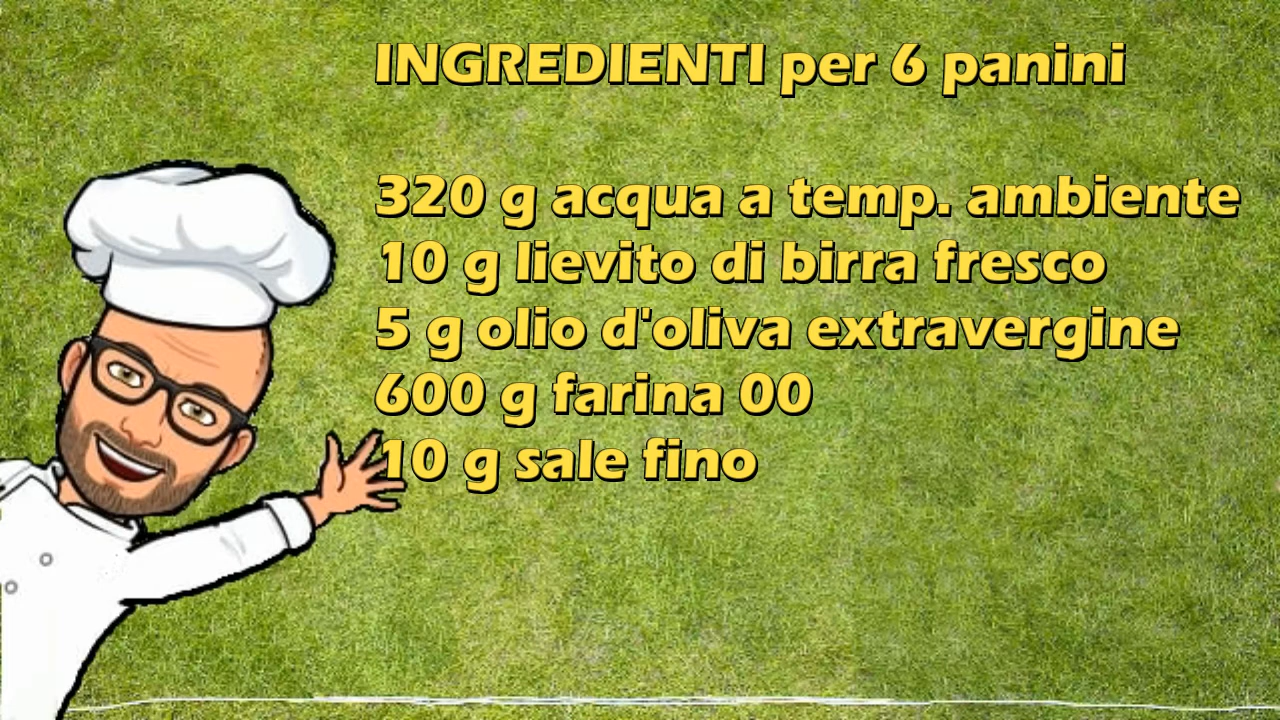 INGREDIENTI per 6 panini
320 g acqua a temp. ambiente
10 g lievito di birra fresco
5 g olio d'oliva extravergine
600 g farina 00
10 g sale fino